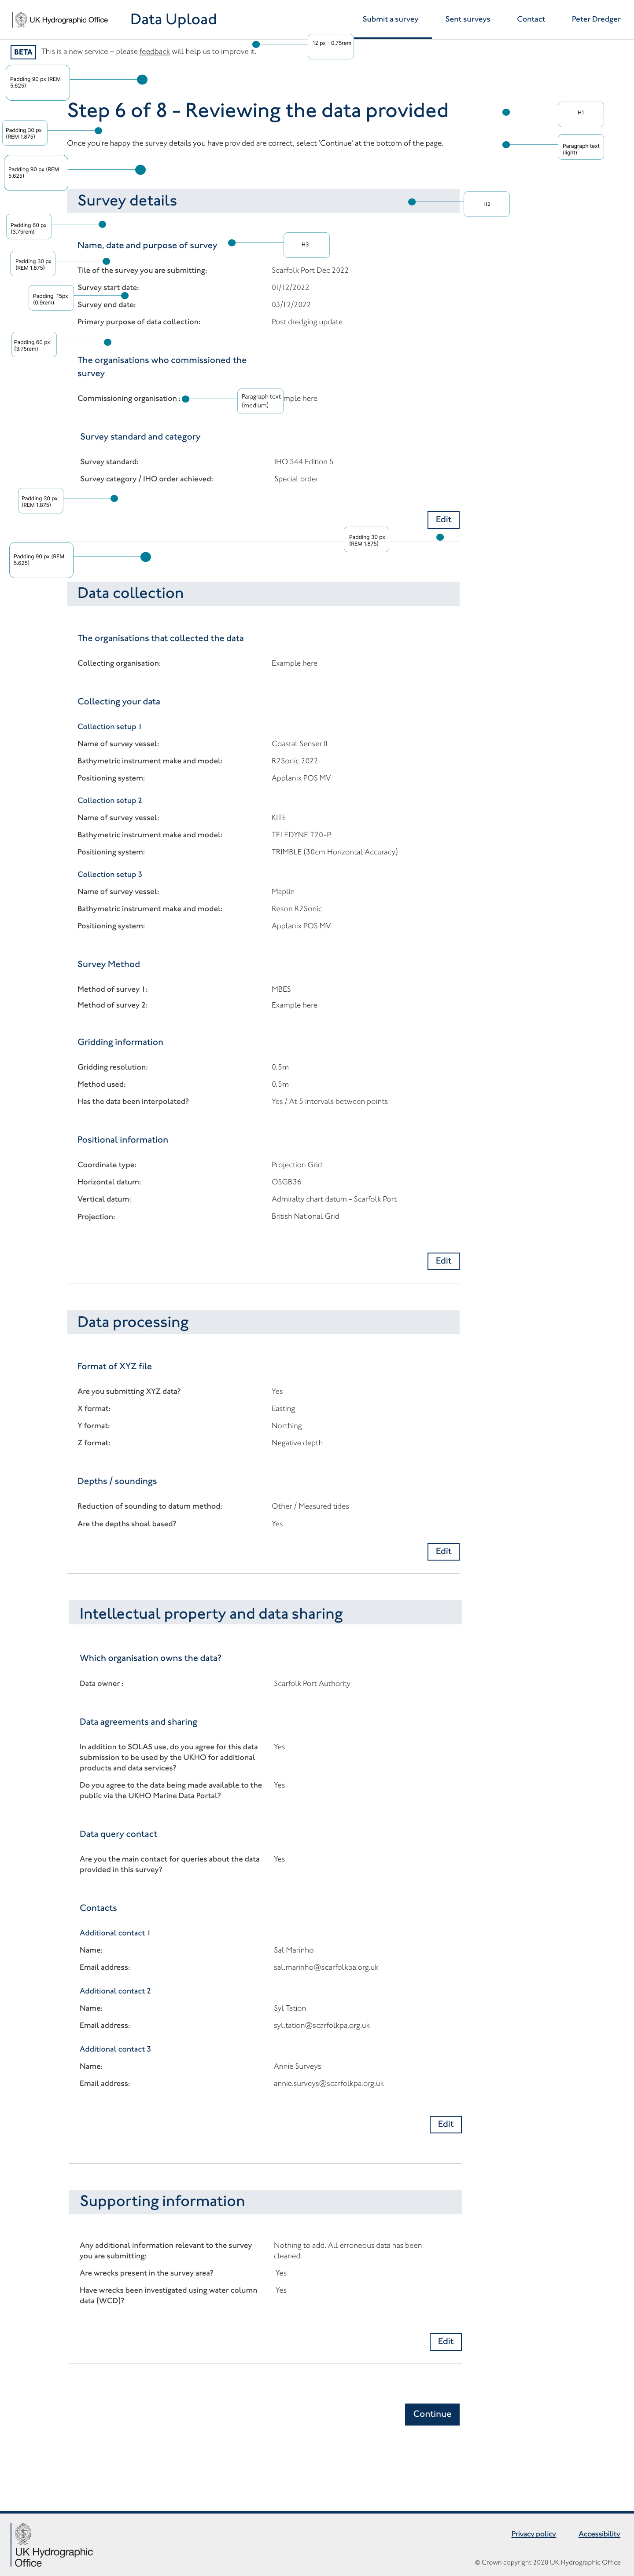 UK Hydrographic Office
Data Upload
Submit a survey
Sent surveys
Contact
Peter Dredger
BETA
This is a new service – please feedback will help us to improve it.
12 px - 0.75rem
Padding 90 px (REM
5.625)
Step 6 of 8 - Reviewing the data provided
H1
Padding 30 px
(REM 1.875)
Once you're happy the survey details you have provided are correct, select 'Continue' at the bottom of the page.
Paragraph text
(light)
Padding 90 px (REM
5.625)
Survey details
H2
Padding 60 px
(3.75rem)
Name, date and purpose of survey
H3
Padding 30 px
(REM 1.875)
Tile of the survey you are submitting:
Scarfolk Port Dec 2022
Survey start date:
01/12/2022
Padding 15px
(0.9rem)
Survey end date:
03/12/2022
Primary purpose of data collection:
Post dredging update
Padding 60 px
(3.75rem)
The organisations who commissioned the
survey
Commissioning organisation :
Paragraph text
(medium)
mple here
Survey standard and category
Survey standard:
IHO S44 Edition 5
Survey category / IHO order achieved:
Special order
Padding 30 px
(REM 1.875)
Edit
Padding 30 px
(REM 1.875)
Padding 90 px (REM
5.625)
Data collection
The organisations that collected the data
Collecting organisation:
Example here
Collecting your data
Collection setup 1
Name of survey vessel:
Coastal Senser II
Bathymetric instrument make and model:
R2Sonic 2022
Positioning system:
Applanix POS MV
Collection setup 2
Name of survey vessel:
KITE
Bathymetric instrument make and model:
TELEDYNE T20-P
Positioning system:
TRIMBLE (30cm Horizontal Accuracy)
Collection setup 3
Name of survey vessel:
Maplin
Bathymetric instrument make and model:
Reson R2Sonic
Positioning system:
Applanix POS MV
Survey Method
Method of survey 1:
MBES
Method of survey 2:
Example here
Gridding information
Gridding resolution:
0.5m
Method used:
0.5m
Has the data been interpolated?
Yes / At 5 intervals between points
Positional information
Coordinate type:
Projection Grid
Horizontal datum:
OSGB36
Vertical datum:
Admiralty chart datum - Scarfolk Port
Projection:
British National Grid
Edit
Data processing
Format of XYZ file
Are you submitting XYZ data?
Yes
X format:
Easting
Y format:
Northing
Z format:
Negative depth
Depths / soundings
Reduction of sounding to datum method:
Other / Measured tides
Are the depths shoal based?
Yes
Edit
Intellectual property and data sharing
Which organisation owns the data?
Data owner :
Scarfolk Port Authority
Data agreements and sharing
In addition to SOLAS use, do you agree for this data
submission to be used by the UKHO for additional
products and data services?
Yes
Do you agree to the data being made available to the
public via the UKHO Marine Data Portal?
Yes
Data query contact
Are you the main contact for queries about the data
provided in this survey?
Yes
Contacts
Additional contact 1
Name:
Sal Marinho
Email address:
sal.marinho@scarfolkpa.org.uk
Additional contact 2
Name:
Syl Tation
Email address:
syl.tation@scarfolkpa.org.uk
Additional contact 3
Name:
Annie Surveys
Email address:
annie.surveys@scarfolkpa.org.uk
Edit
Supporting information
Any additional information relevant to the survey
you are submitting:
Nothing to add. All erroneous data has been
cleaned.
Are wrecks present in the survey area?
Yes
Have wrecks been investigated using water column
data (WCD)?
Yes
Edit
Continue
UK Hydrographic
Office
Privacy policy
Accessibility
© Crown copyright 2020 UK Hydrographic Office